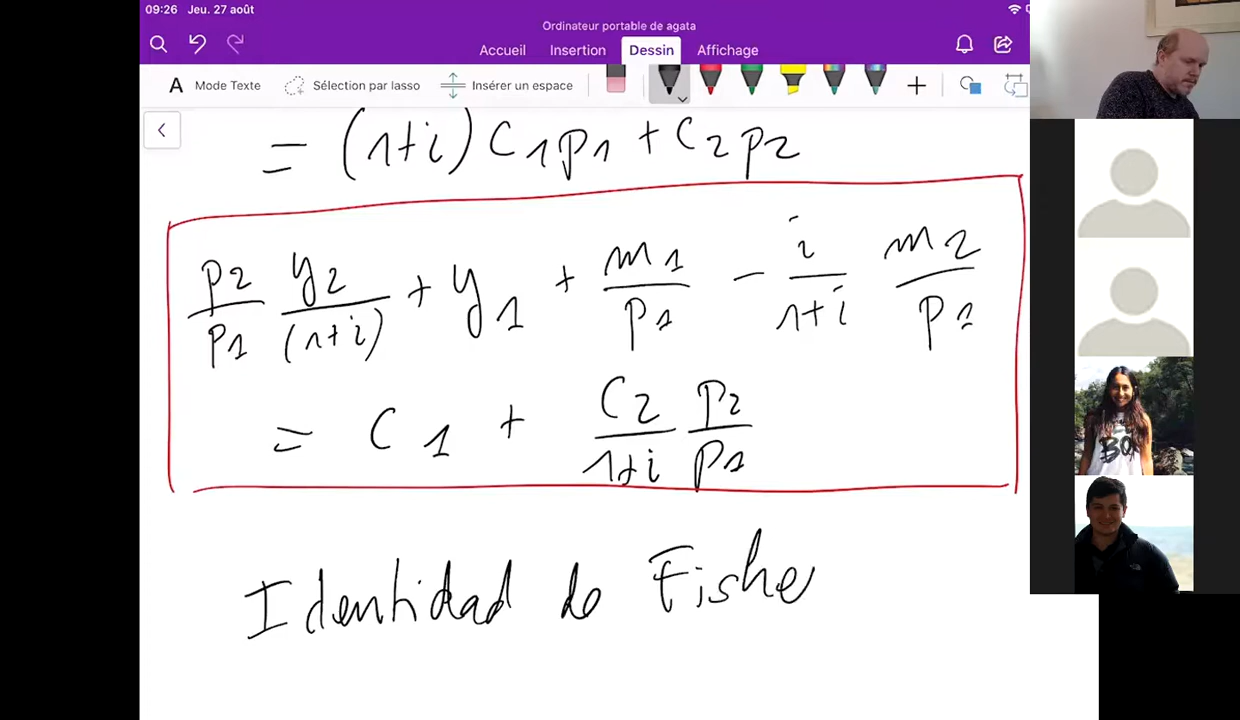 09:26 Jeu. 27 août
Ordinateur portable de agata
Accueil Insertion Dessin Affichage
A Mode Texte Sélection par lasso Insérer un espace
= (1+i) C1p1 + C2p2
p2/p1 y2/(1+i) + y1 + m1/p1 - i/1+i m2/p1
= C1 + C2/1+i p2/p1
Identidad de Fishe
BO